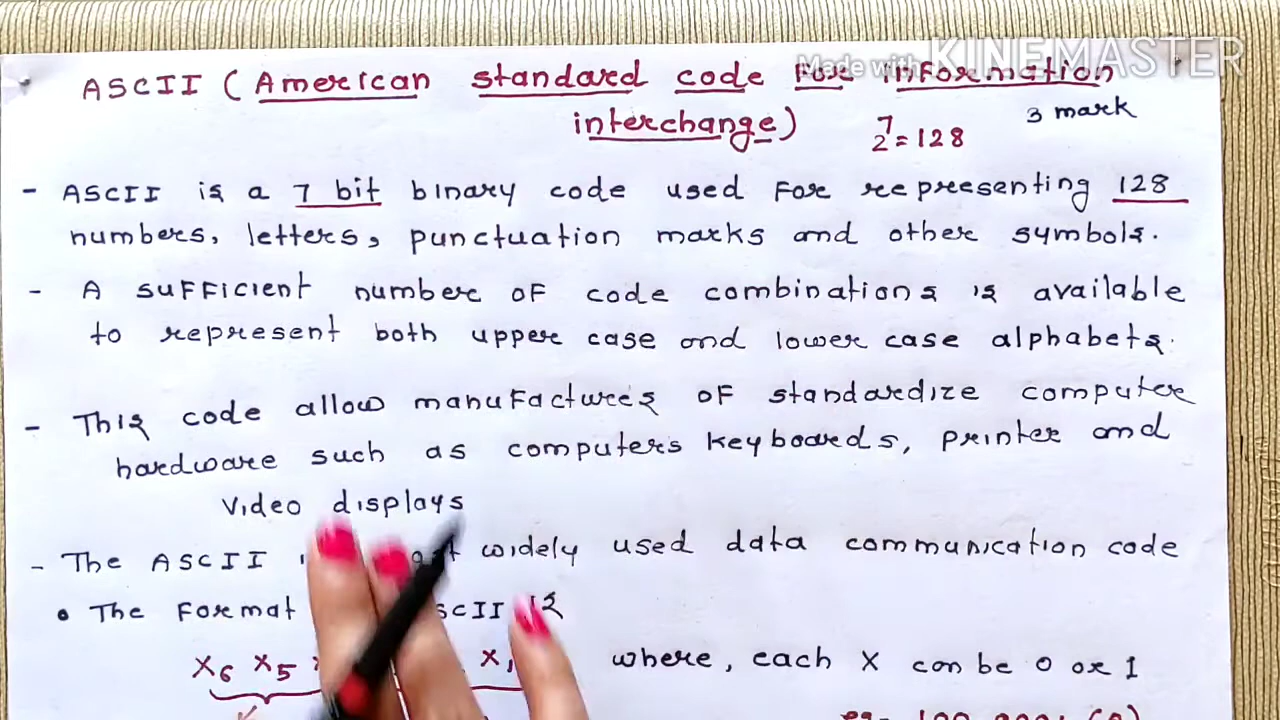 Made with KINEMASTER
ASCII (American standard code for information
interchange)
2⁷=128
3 mark
- ASCII is a 7 bit binary code used for representing 128
numbers, letters, punctuation marks and other symbols.
- A sufficient number of code combinations is available
to represent both upper case and lower case alphabets.
- This code allow manufactures of standardize computer
hardware such as computers keyboards, printer and
video displays
- The ASCII widely used data communication code
• The format SCII is
X₆ X₅ X₁ where, each X can be 0 or 1